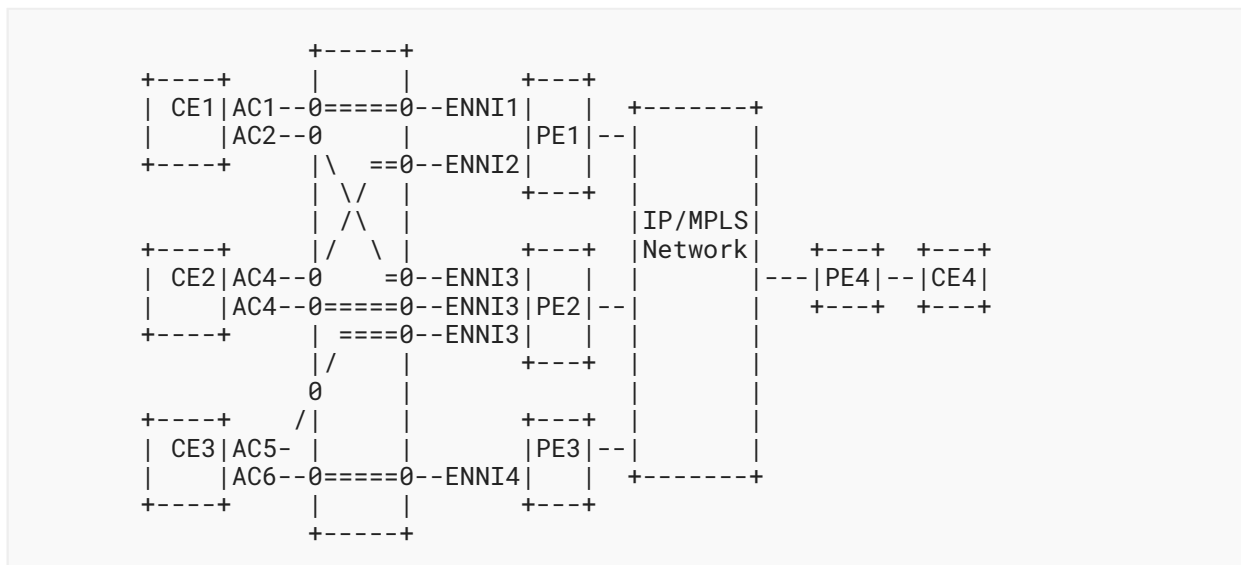 +-----+
 +----+     |     |       +---+
 | CE1|AC1--0=====0--ENNI1|   |  +-------+
 |    |AC2--0     |       |PE1|--|       |
 +----+     |\  ==0--ENNI2|   |  |       |
            | \/  |       +---+  |       |
            | /\  |              |IP/MPLS|
 +----+     |/  \ |       +---+  |Network|   +---+  +---+
 | CE2|AC4--0    =0--ENNI3|   |  |       |---|PE4|--|CE4|
 |    |AC4--0=====0--ENNI3|PE2|--|       |   +---+  +---+
 +----+     | ====0--ENNI3|   |  |       |
            |/    |       +---+  |       |
            0     |              |       |
 +----+    /|     |       +---+  |       |
 | CE3|AC5- |     |       |PE3|--|       |
 |    |AC6--0=====0--ENNI4|   |  +-------+
 +----+     |     |       +---+
            +-----+